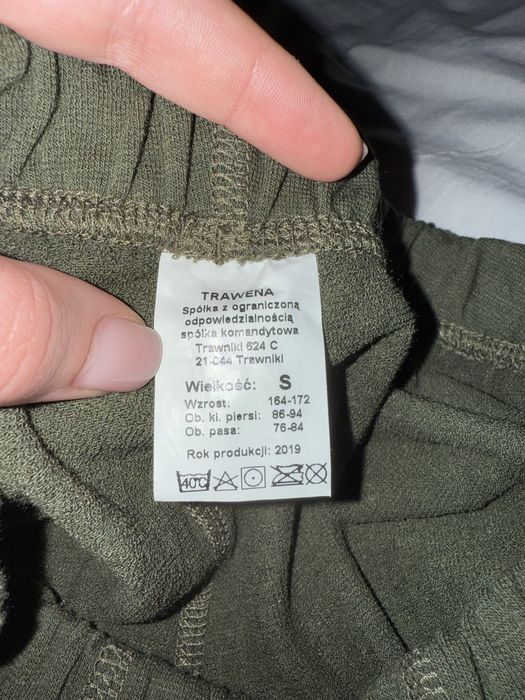 TRAWENA
Spółka z ograniczoną
odpowiedzialnością
spółka komandytowa
Trawniki 624 C
21-044 Trawniki
Wielkość: S
Wzrost: 164-172
Ob. kl. piersi: 86-94
Ob. pasa: 76-84
Rok produkcji: 2019
40°C